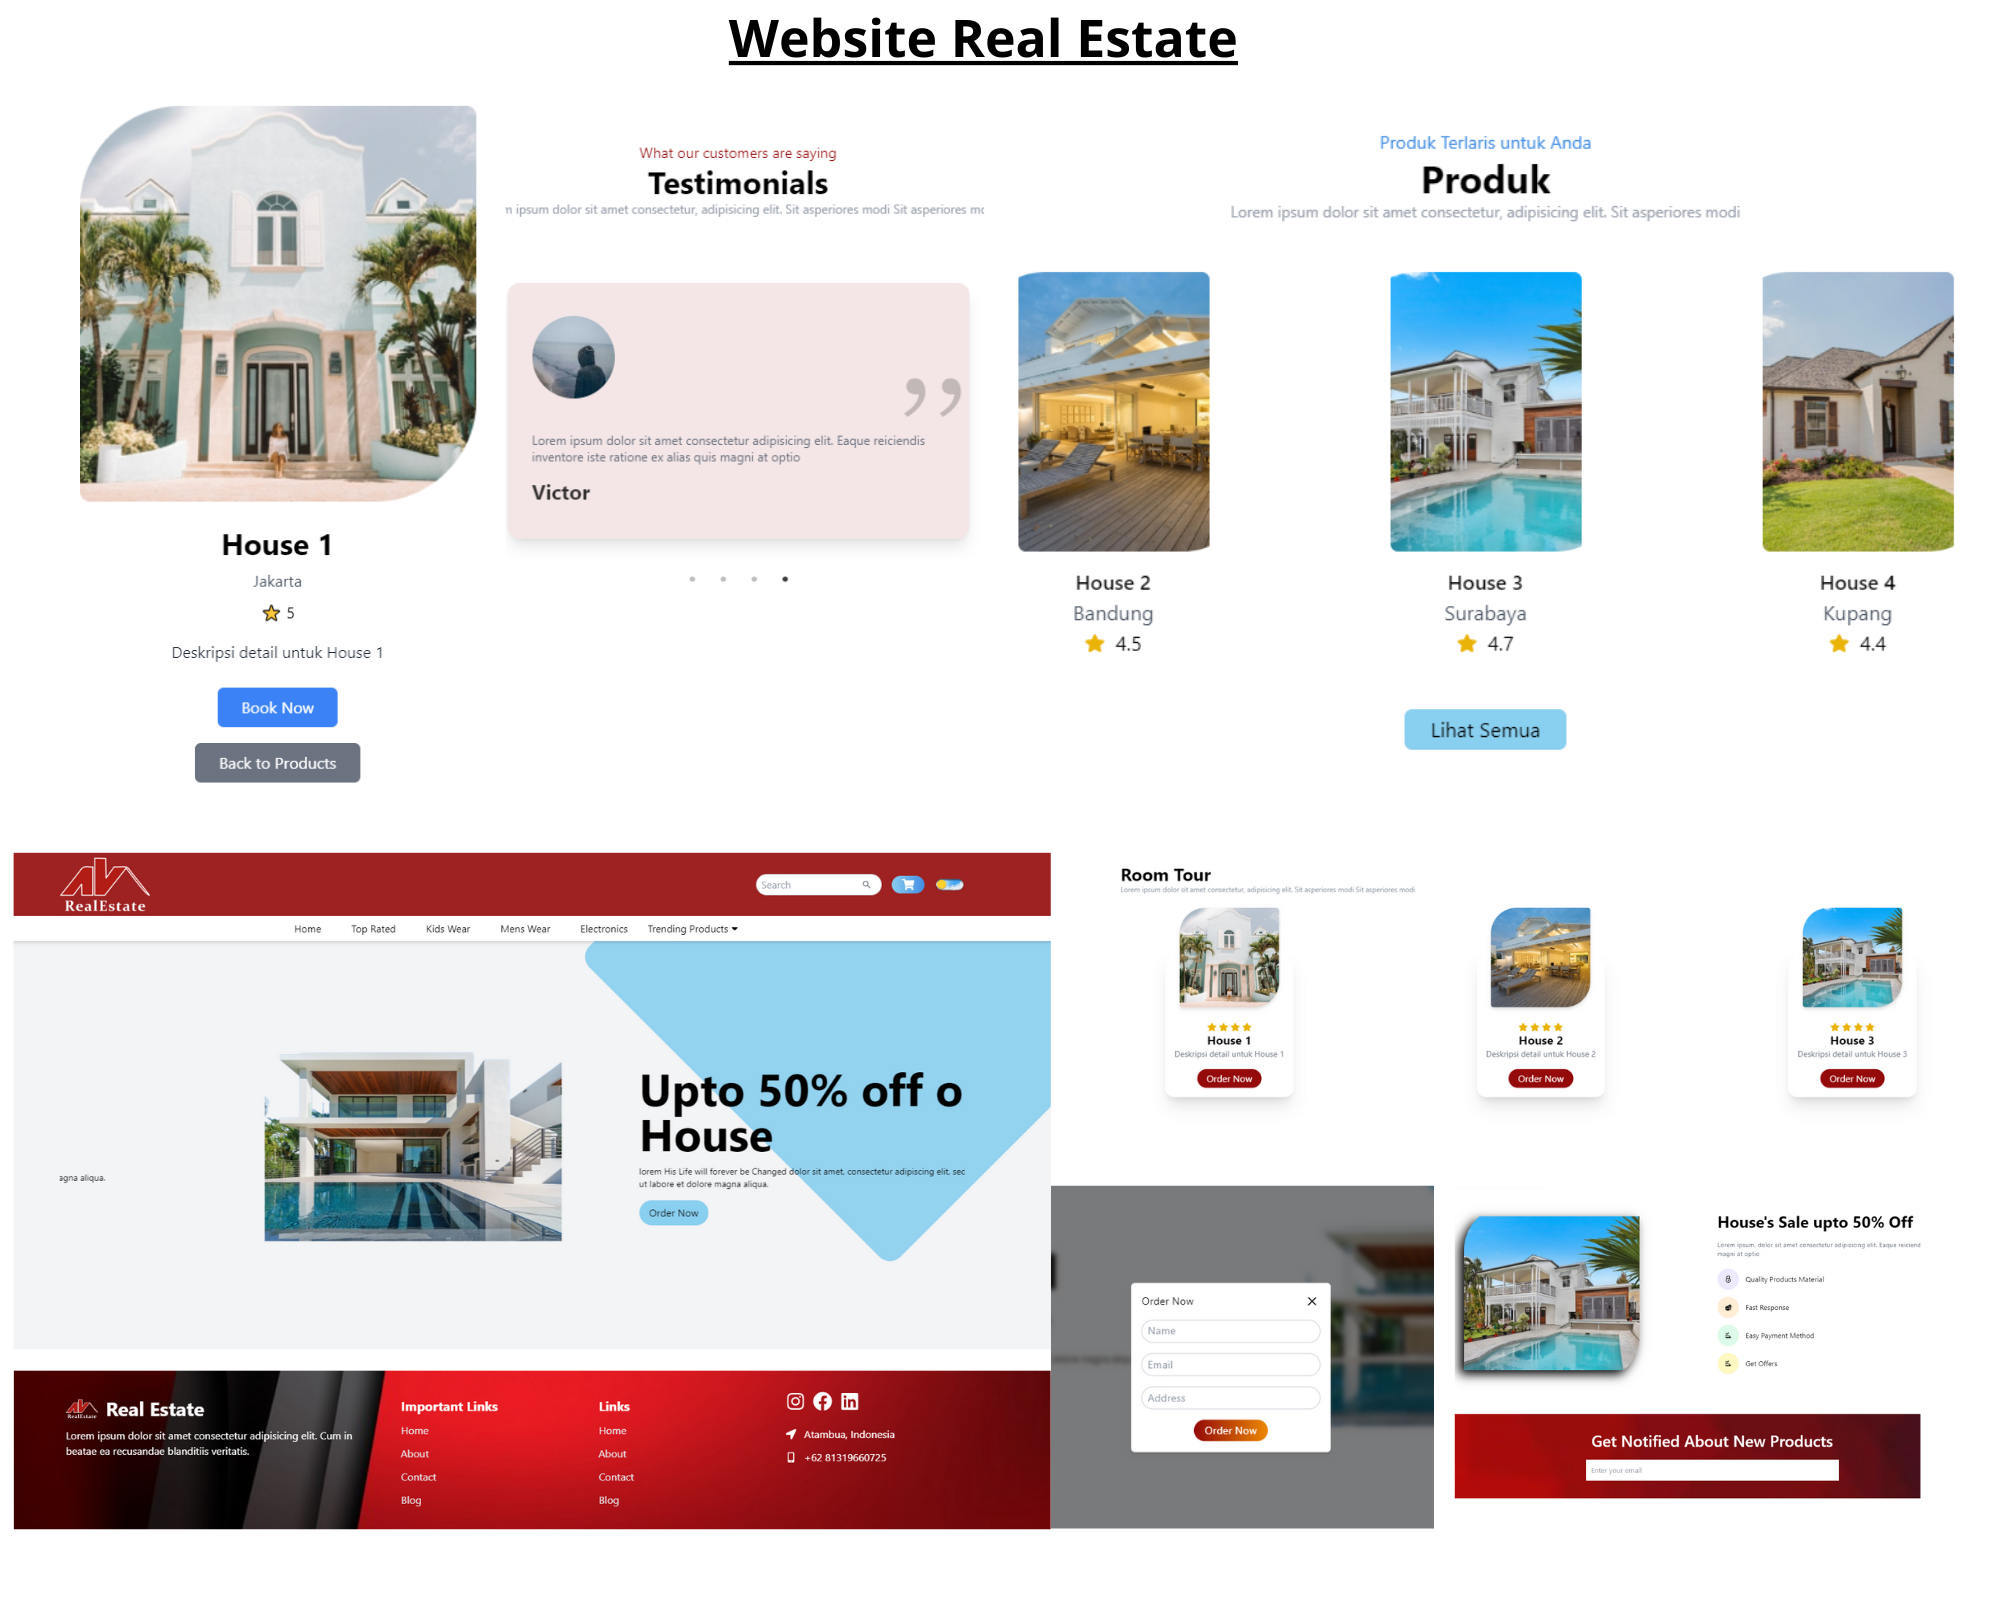 Website Real Estate
House 1
Jakarta
5
Deskripsi detail untuk House 1
Book Now
Back to Products
What our customers are saying
Testimonials
ipsum dolor sit amet consectetur, adipisicing elit. Sit asperiores modi Sit asperiores
Lorem ipsum dolor sit amet consectetur adipisicing elit. Eaque reiciendis
inventore iste ratione ex alias quis magni at optio
Victor
Produk Terlaris untuk Anda
Produk
Lorem ipsum dolor sit amet consectetur, adipisicing elit. Sit asperiores modi
House 2
Bandung
4.5
House 3
Surabaya
4.7
House 4
Kupang
4.4
Lihat Semua
RealEstate
Search
Home
Top Rated
Kids Wear
Mens Wear
Electronics
Trending Products
agna aliqua.
Upto 50% off o
House
lorem His Life will forever be Changed dolor sit amet, consectetur adipiscing elit, sec
ut labore et dolore magna aliqua.
Order Now
Room Tour
Lorem ipsum dolor sit amet consectetur, adipisicing elit. Sit asperiores modi Sit asperiores modi
House 1
Deskripsi detail untuk House 1
Order Now
House 2
Deskripsi detail untuk House 2
Order Now
House 3
Deskripsi detail untuk House 3
Order Now
Order Now
Name
Email
Address
Order Now
House's Sale upto 50% Off
Lorem ipsum, dolor sit amet consectetur adipisicing elit. Eaque reiciend
magni at optio
Quality Products Material
Fast Response
Easy Payment Method
Get Offers
Get Notified About New Products
Enter your email
RealEstate
Real Estate
Lorem ipsum dolor sit amet consectetur adipisicing elit. Cum in
beatae ea recusandae blanditiis veritatis.
Important Links
Home
About
Contact
Blog
Links
Home
About
Contact
Blog
Atambua, Indonesia
+62 81319660725